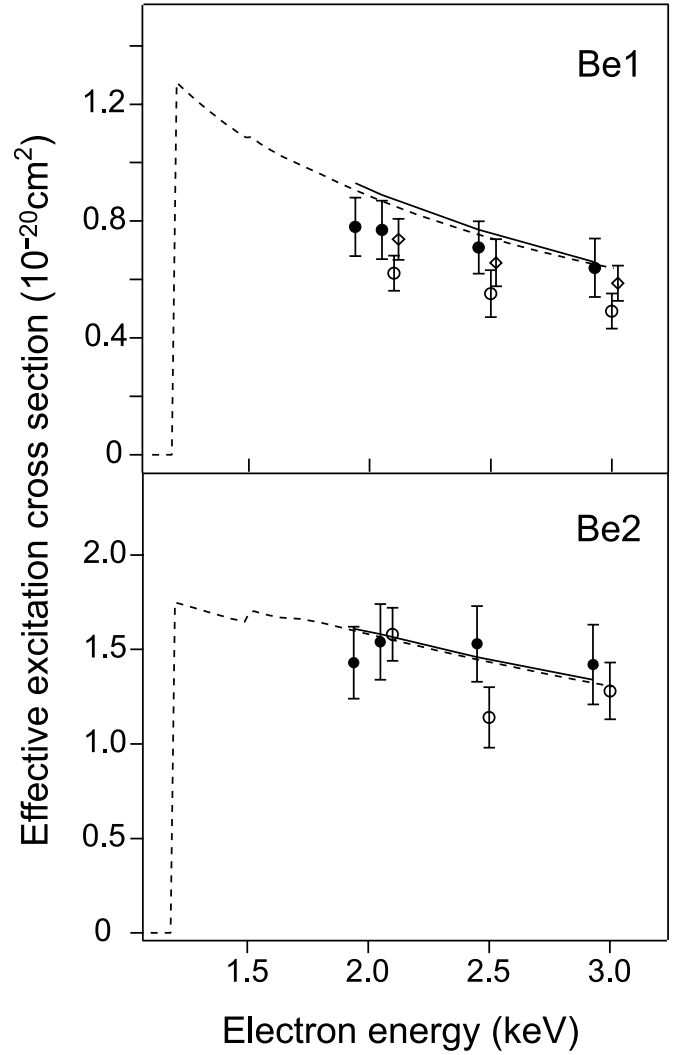 Effective excitation cross section (10⁻²⁰cm²)
Be1
1.2
0.8
0.4
0
Be2
2.0
1.5
1.0
0.5
0
1.5 2.0 2.5 3.0
Electron energy (keV)